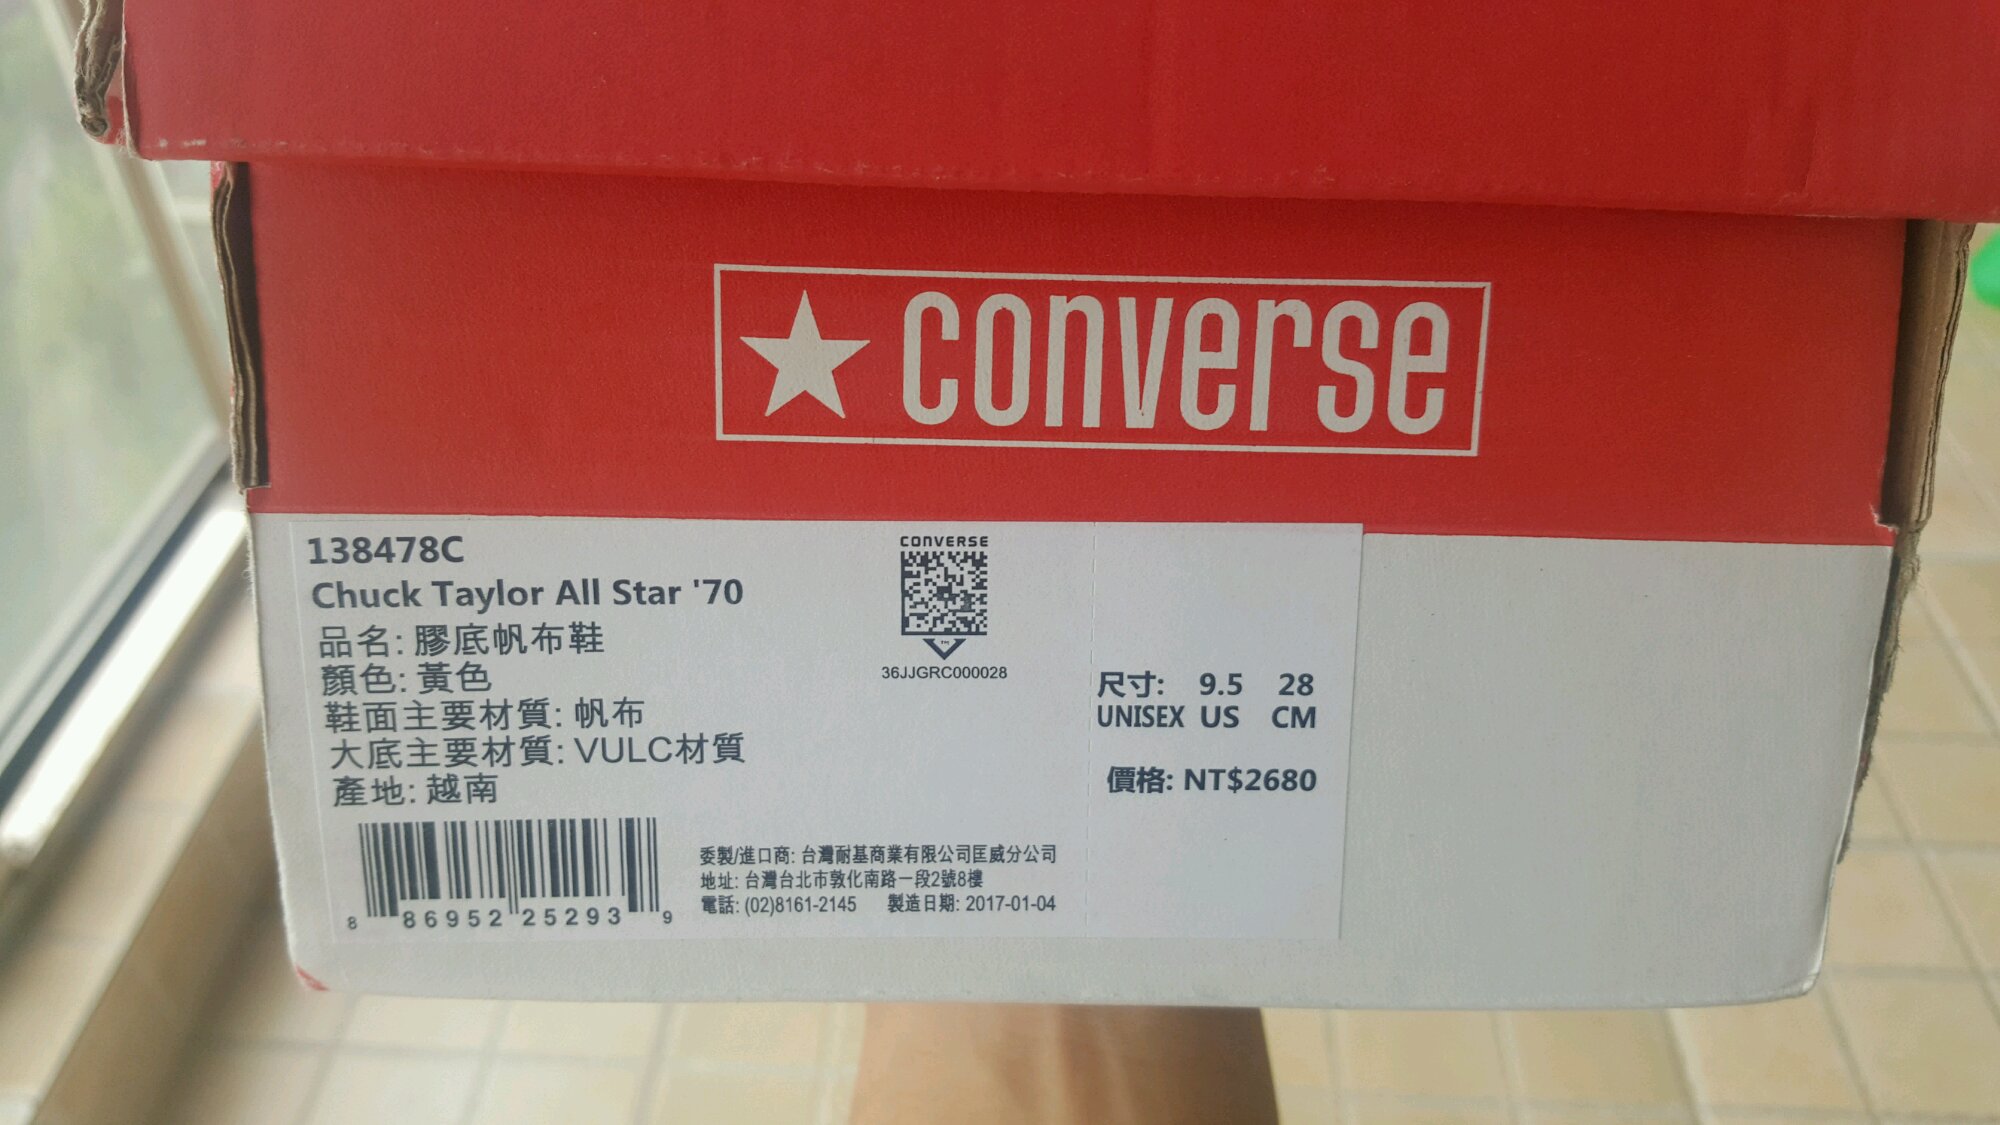 converse
138478C
Chuck Taylor All Star '70
品名: 膠底帆布鞋
顏色: 黃色
鞋面主要材質: 帆布
大底主要材質: VULC材質
產地: 越南
CONVERSE
TM
36JJGRC000028
尺寸: 9.5 28
UNISEX US CM
價格: NT$2680
8 86952 25293 9
委製/進口商: 台灣耐基商業有限公司匡威分公司
地址: 台灣台北市敦化南路一段2號8樓
電話: (02)8161-2145 製造日期: 2017-01-04